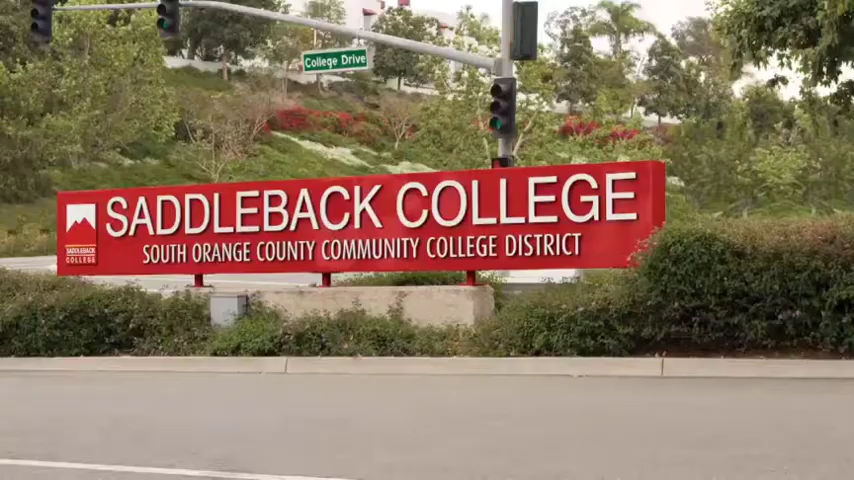 College Drive
SADDLEBACK COLLEGE
SOUTH ORANGE COUNTY COMMUNITY COLLEGE DISTRICT
SADDLEBACK
COLLEGE